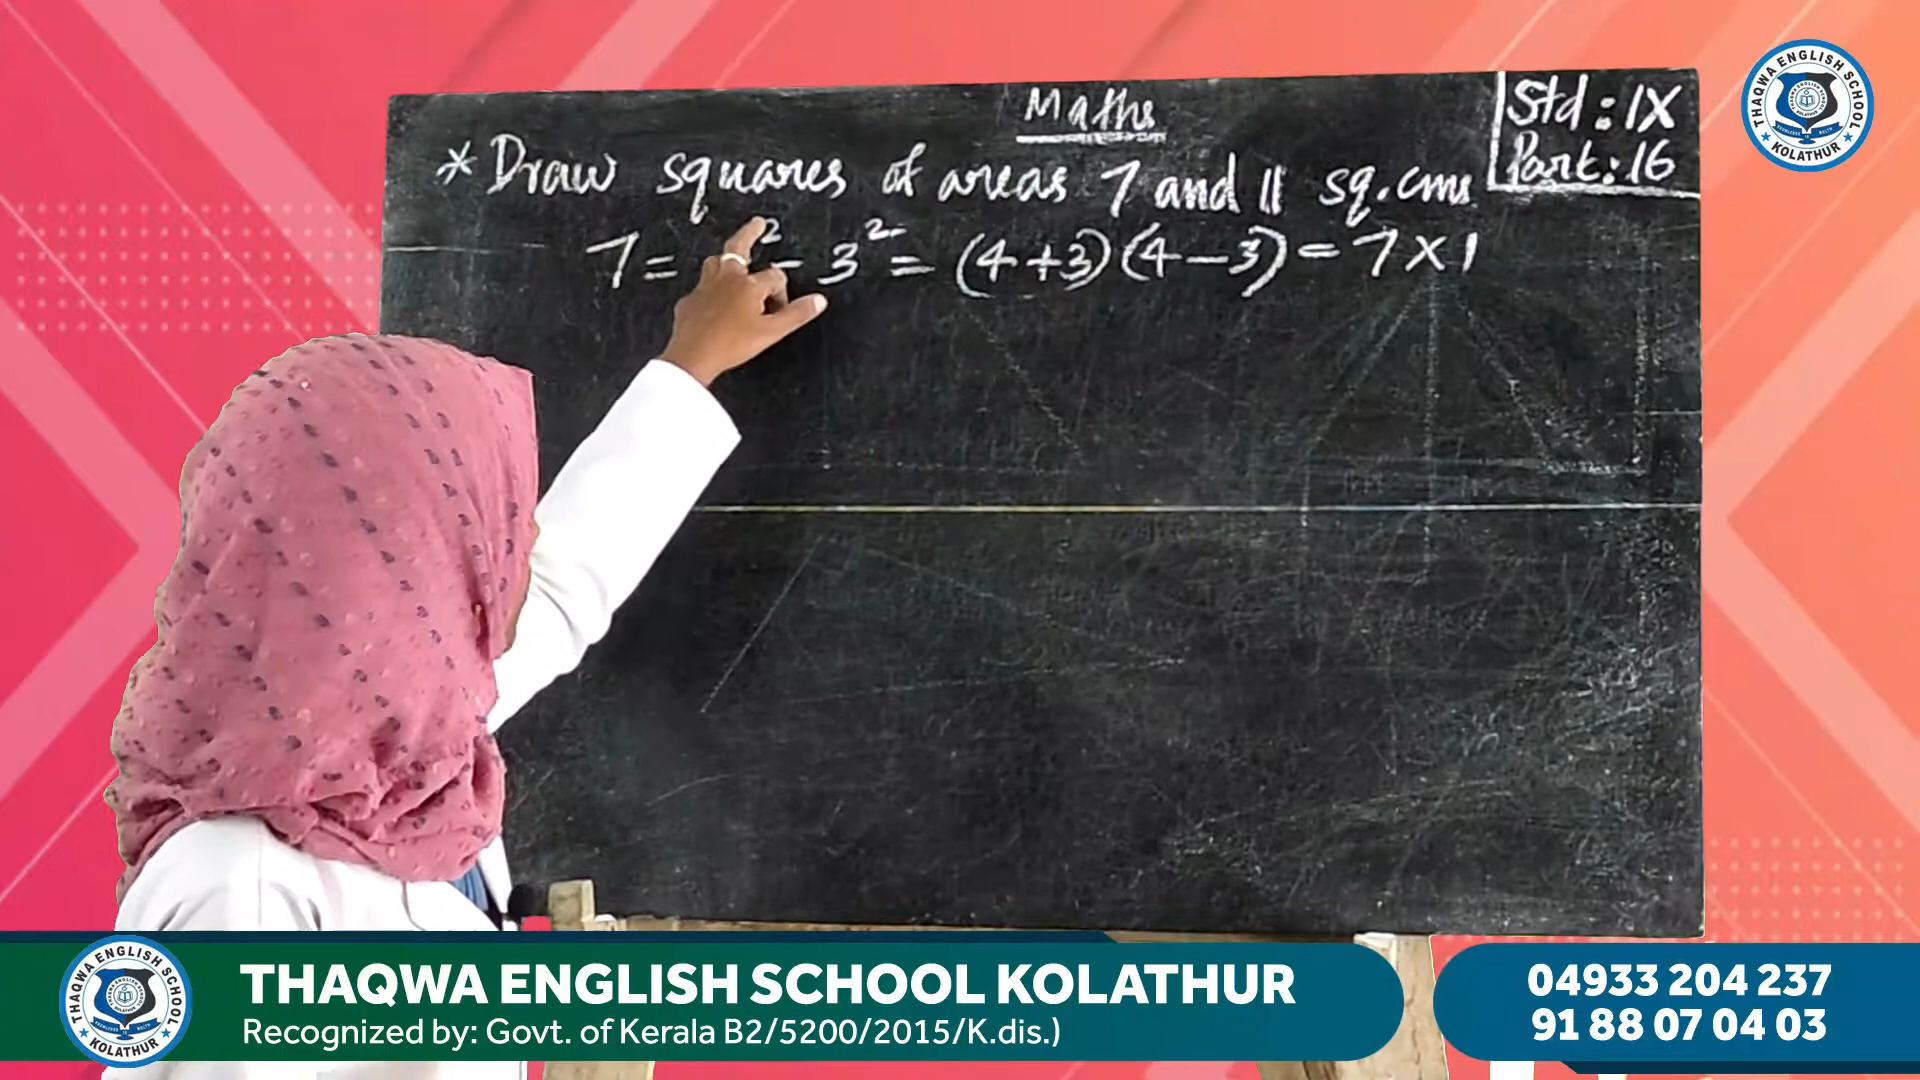 Maths
Std : IX
Part : 16
* Draw squares of areas 7 and 11 sq.cms
7 = ² - 3² = (4+3) (4-3) = 7 × 1
THAQWA ENGLISH SCHOOL
KOLATHUR
THAQWA ENGLISH SCHOOL
KOLATHUR
THAQWA ENGLISH SCHOOL KOLATHUR
Recognized by: Govt. of Kerala B2/5200/2015/K.dis.)
04933 204 237
91 88 07 04 03